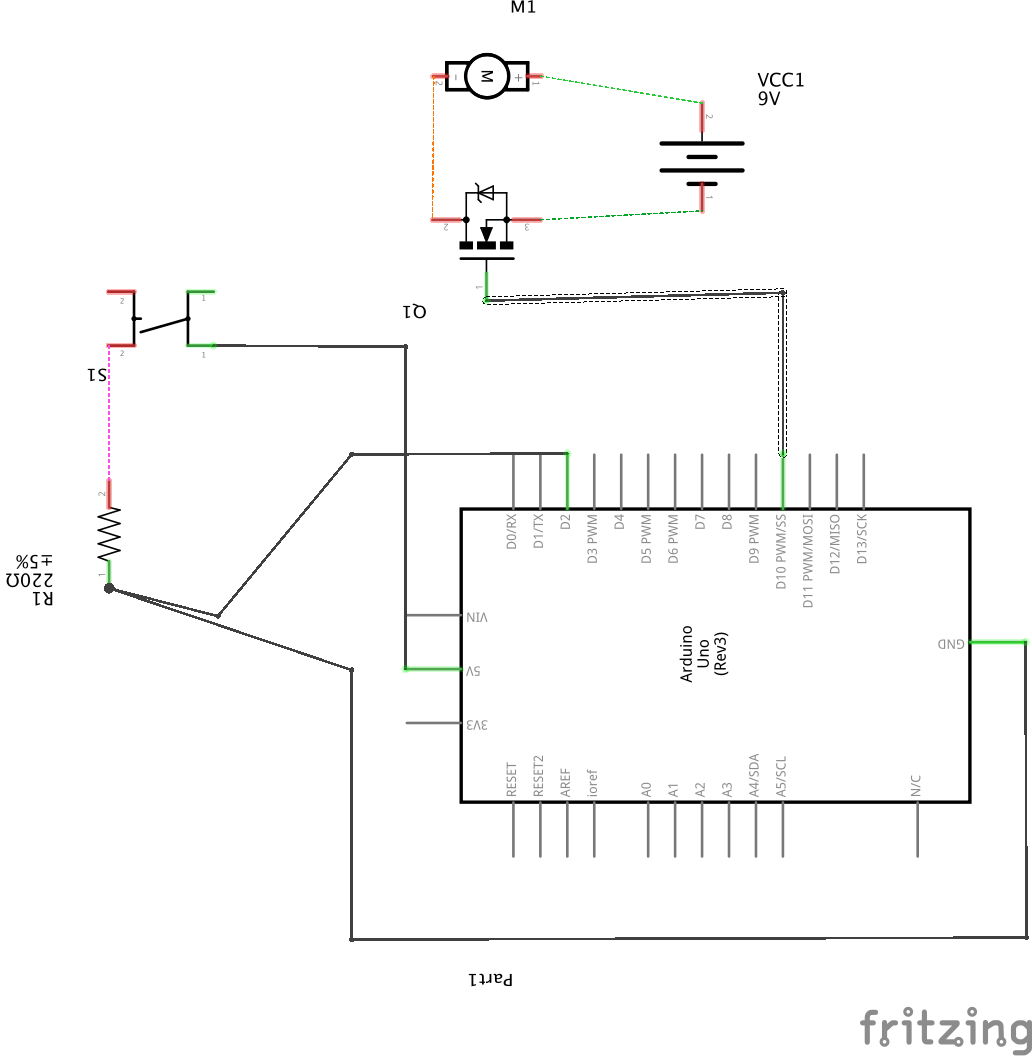 M1
M
−
+
2
1
VCC1
9V
2
1
2
3
1
Q1
2
1
2
1
S1
2
1
±5%
220Ω
R1
D0/RX
D1/TX
D2
D3 PWM
D4
D5 PWM
D6 PWM
D7
D8
D9 PWM
D10 PWM/SS
D11 PWM/MOSI
D12/MISO
D13/SCK
VIN
5V
3V3
Arduino
Uno
(Rev3)
GND
RESET
RESET2
AREF
ioref
A0
A1
A2
A3
A4/SDA
A5/SCL
N/C
Part1
fritzing